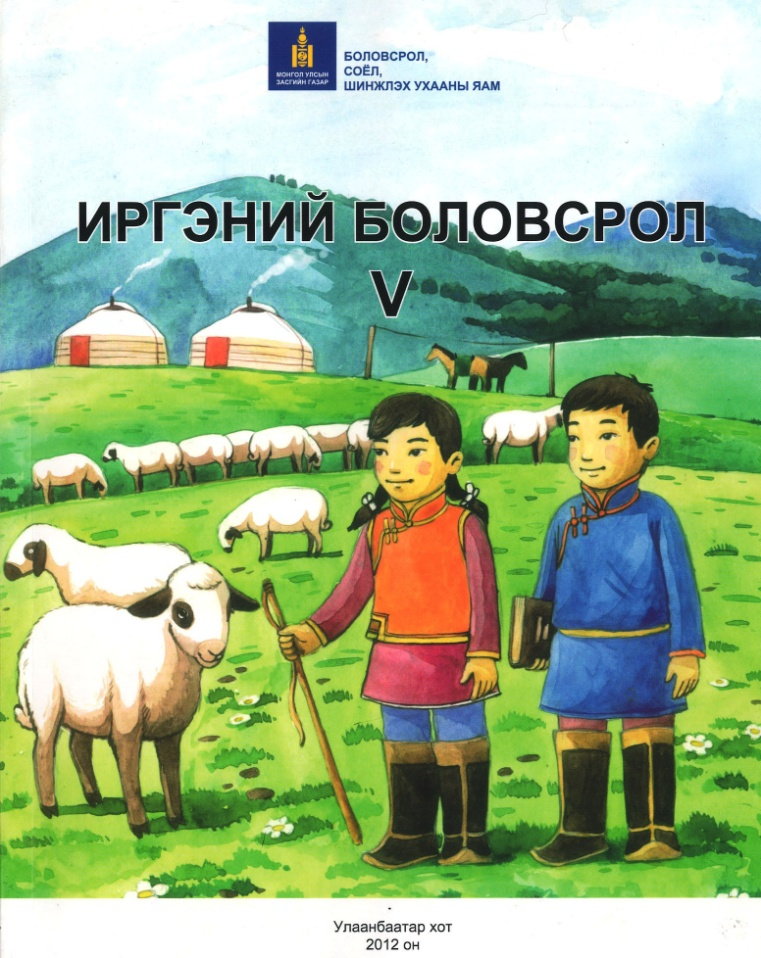 МОНГОЛ УЛСЫН
ЗАСГИЙН ГАЗАР
БОЛОВСРОЛ,
СОЁЛ,
ШИНЖЛЭХ УХААНЫ ЯАМ
ИРГЭНИЙ БОЛОВСРОЛ
V
Улаанбаатар хот
2012 он